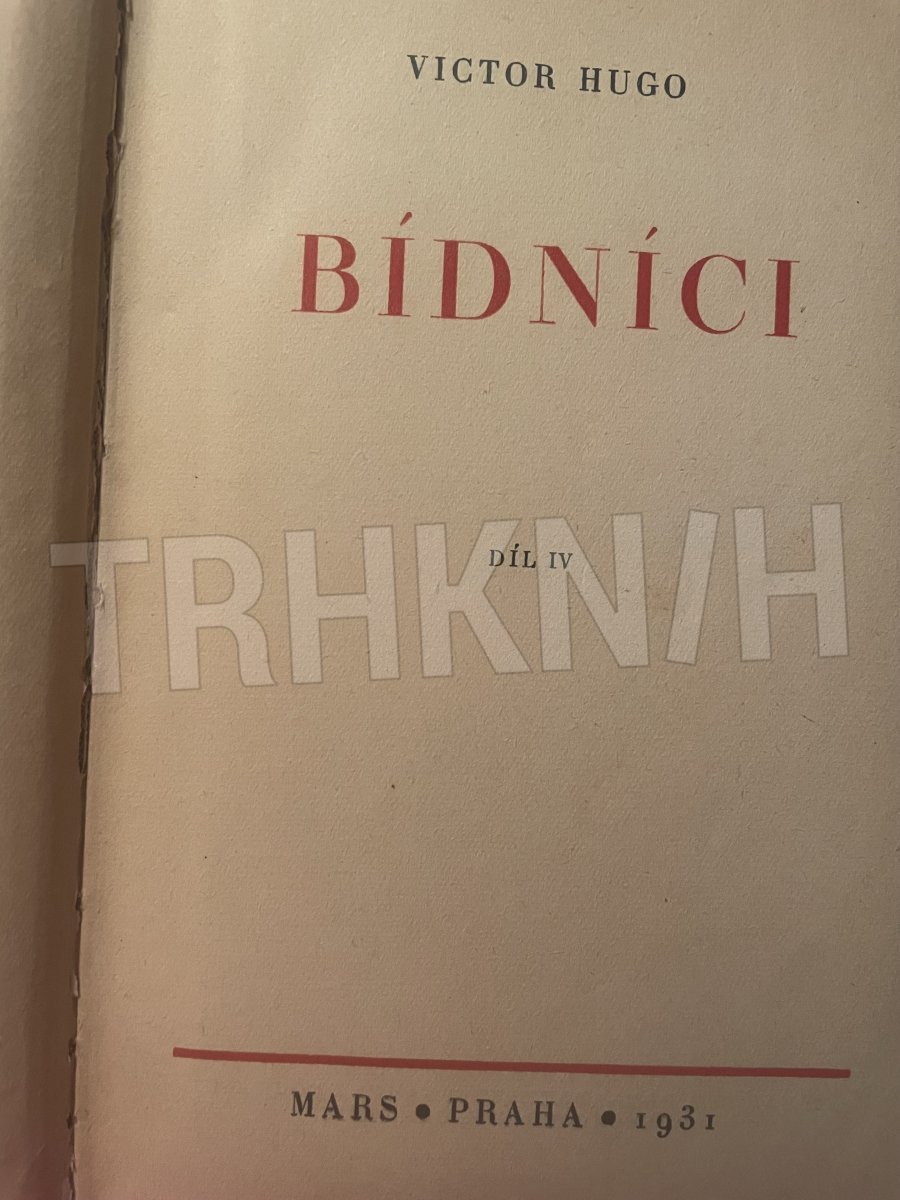 VICTOR HUGO
BÍDNÍCI
DÍL IV
TRHKNIH
MARS • PRAHA • 1931